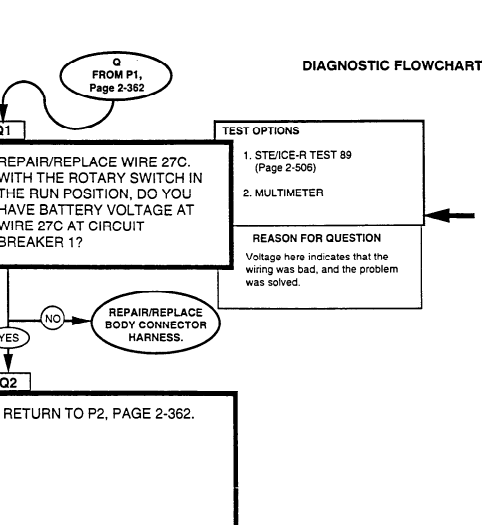 Q
FROM P1,
Page 2-362
DIAGNOSTIC FLOWCHART
Q1
REPAIR/REPLACE WIRE 27C.
WITH THE ROTARY SWITCH IN
THE RUN POSITION, DO YOU
HAVE BATTERY VOLTAGE AT
WIRE 27C AT CIRCUIT
BREAKER 1?
TEST OPTIONS
1. STE/ICE-R TEST 89
(Page 2-506)
2. MULTIMETER
REASON FOR QUESTION
Voltage here indicates that the
wiring was bad, and the problem
was solved.
NO
REPAIR/REPLACE
BODY CONNECTOR
HARNESS.
YES
Q2
RETURN TO P2, PAGE 2-362.